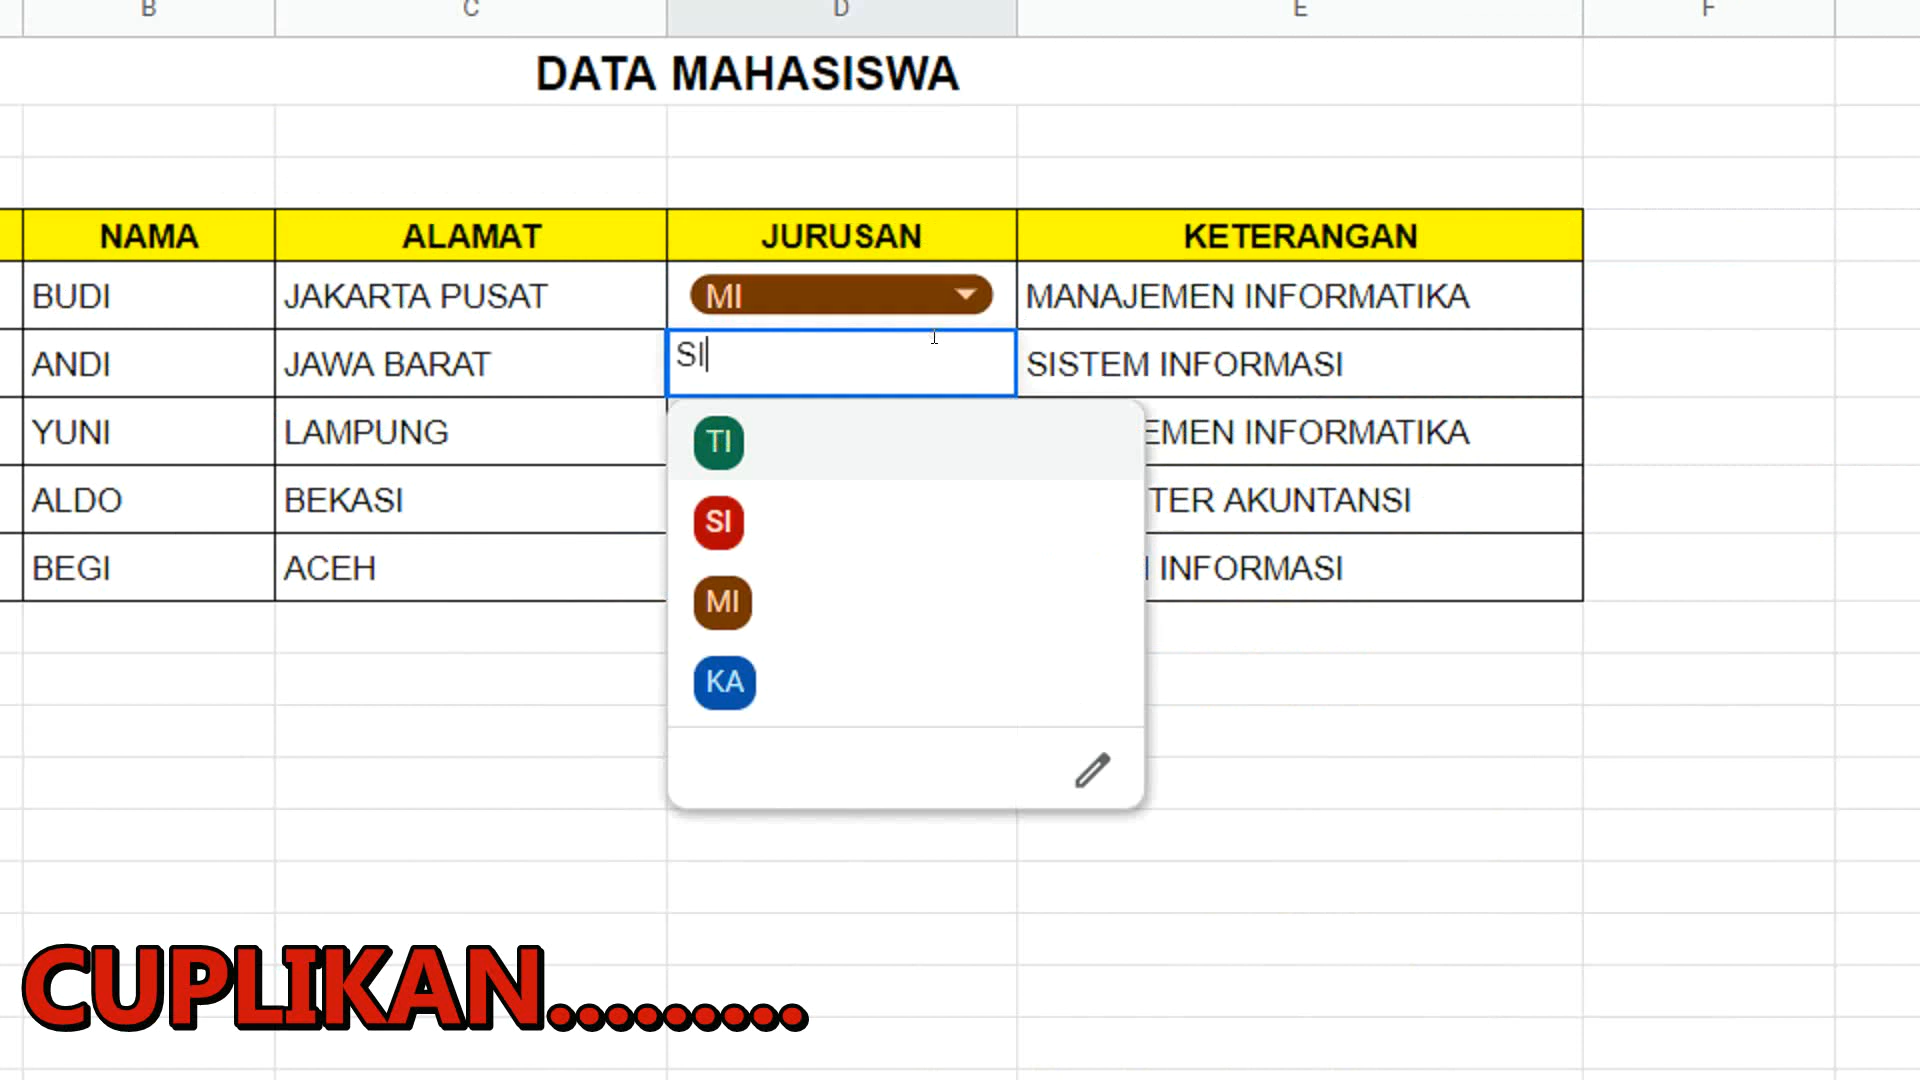 B C D E F
DATA MAHASISWA
NAMA ALAMAT JURUSAN KETERANGAN
BUDI JAKARTA PUSAT MI MANAJEMEN INFORMATIKA
ANDI JAWA BARAT SI SISTEM INFORMASI
YUNI LAMPUNG EMEN INFORMATIKA
ALDO BEKASI TER AKUNTANSI
BEGI ACEH INFORMASI
TI
SI
MI
KA
CUPLIKAN.........